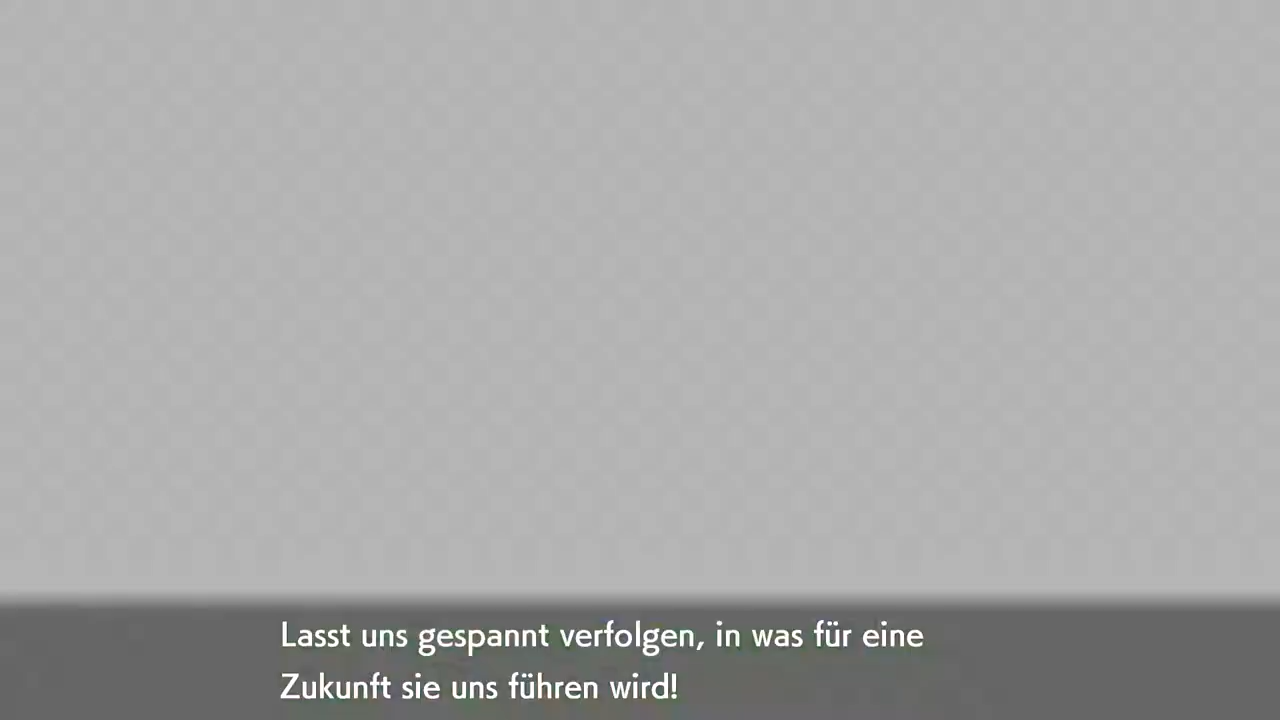 Lasst uns gespannt verfolgen, in was für eine
Zukunft sie uns führen wird!